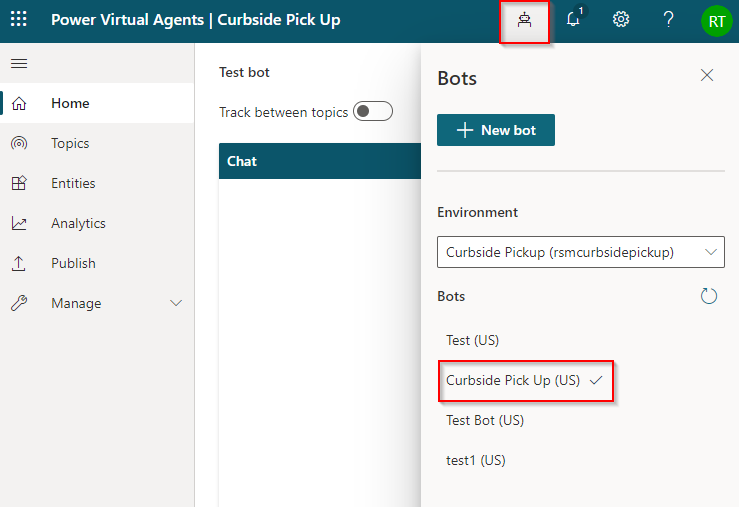 Power Virtual Agents | Curbside Pick Up
1
?
RT
Home
Topics
Entities
Analytics
Publish
Manage
Test bot
Track between topics
Chat
Bots
New bot
Environment
Curbside Pickup (rsmcurbsidepickup)
Bots
Test (US)
Curbside Pick Up (US)
Test Bot (US)
test1 (US)